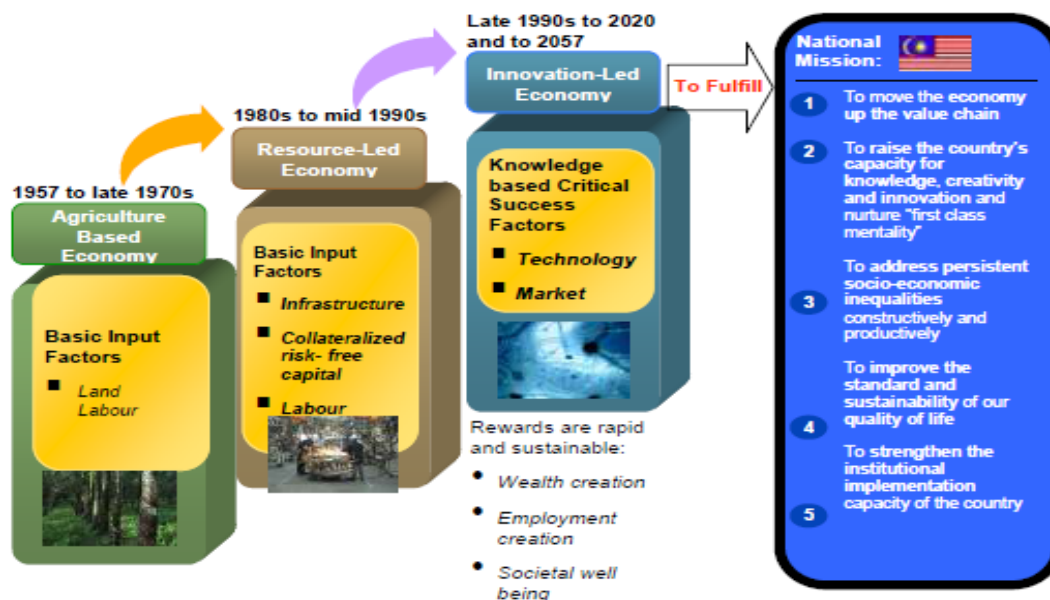 1957 to late 1970s
Agriculture
Based
Economy
Basic Input
Factors
■ Land
Labour
1980s to mid 1990s
Resource-Led
Economy
Basic Input
Factors
■ Infrastructure
■ Collateralized
risk- free
capital
■ Labour
Late 1990s to 2020
and to 2057
Innovation-Led
Economy
Knowledge
based Critical
Success
Factors
■ Technology
■ Market
Rewards are rapid
and sustainable:
• Wealth creation
• Employment
creation
• Societal well
being
To Fulfill
National
Mission:
1 To move the economy
up the value chain
2 To raise the country's
capacity for
knowledge, creativity
and innovation and
nurture "first class
mentality"
To address persistent
socio-economic
3 inequalities
constructively and
productively
To improve the
standard and
sustainability of our
4 quality of life
To strengthen the
institutional
implementation
5 capacity of the country